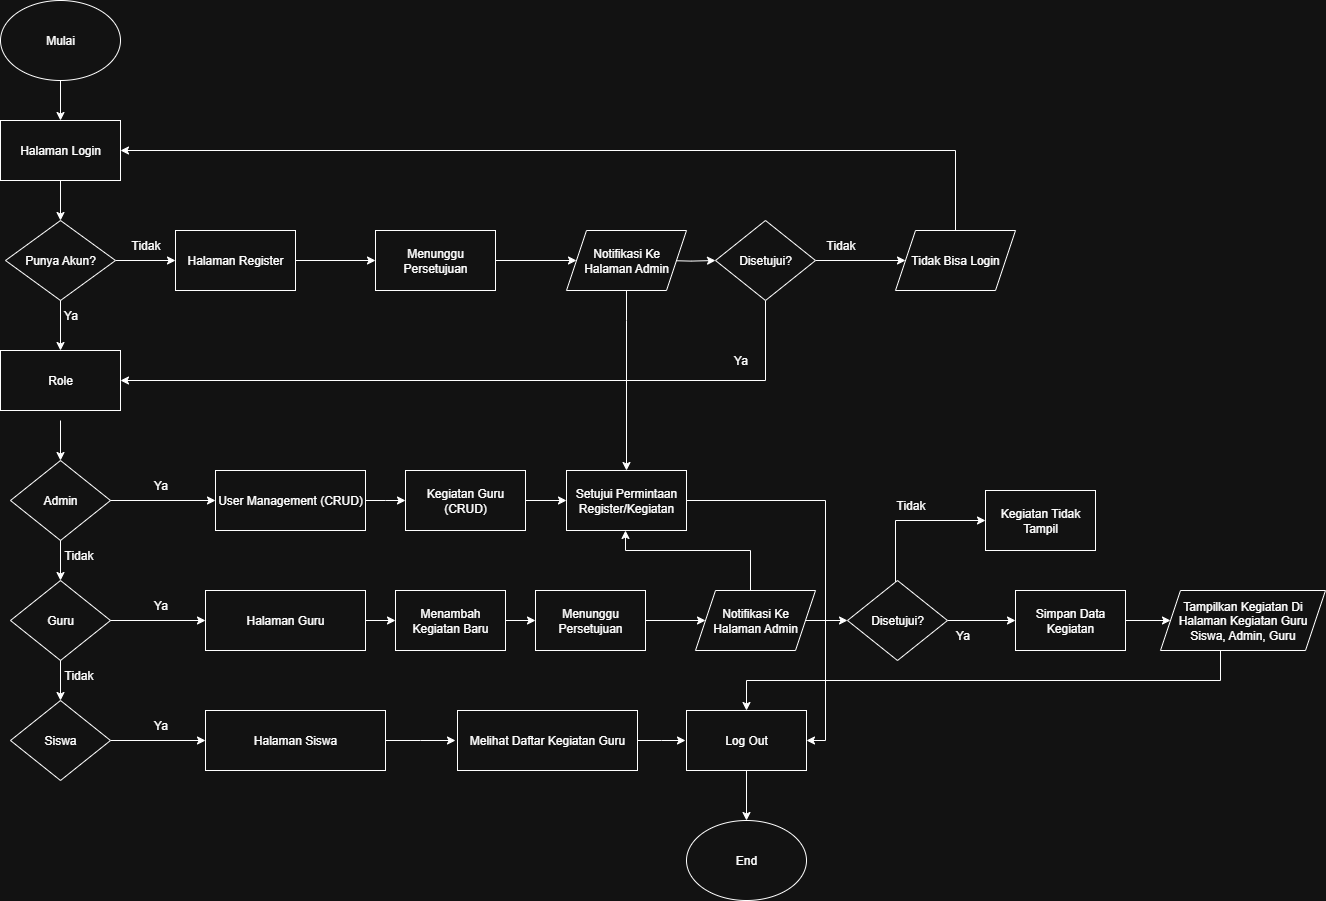 Mulai
Halaman Login
Punya Akun?
Tidak
Halaman Register
Menunggu
Persetujuan
Notifikasi Ke
Halaman Admin
Disetujui?
Tidak
Tidak Bisa Login
Ya
Ya
Role
Admin
Ya
User Management (CRUD)
Kegiatan Guru
(CRUD)
Setujui Permintaan
Register/Kegiatan
Tidak
Kegiatan Tidak
Tampil
Tidak
Guru
Ya
Halaman Guru
Menambah
Kegiatan Baru
Menunggu
Persetujuan
Notifikasi Ke
Halaman Admin
Disetujui?
Ya
Simpan Data
Kegiatan
Tampilkan Kegiatan Di
Halaman Kegiatan Guru
Siswa, Admin, Guru
Tidak
Siswa
Ya
Halaman Siswa
Melihat Daftar Kegiatan Guru
Log Out
End